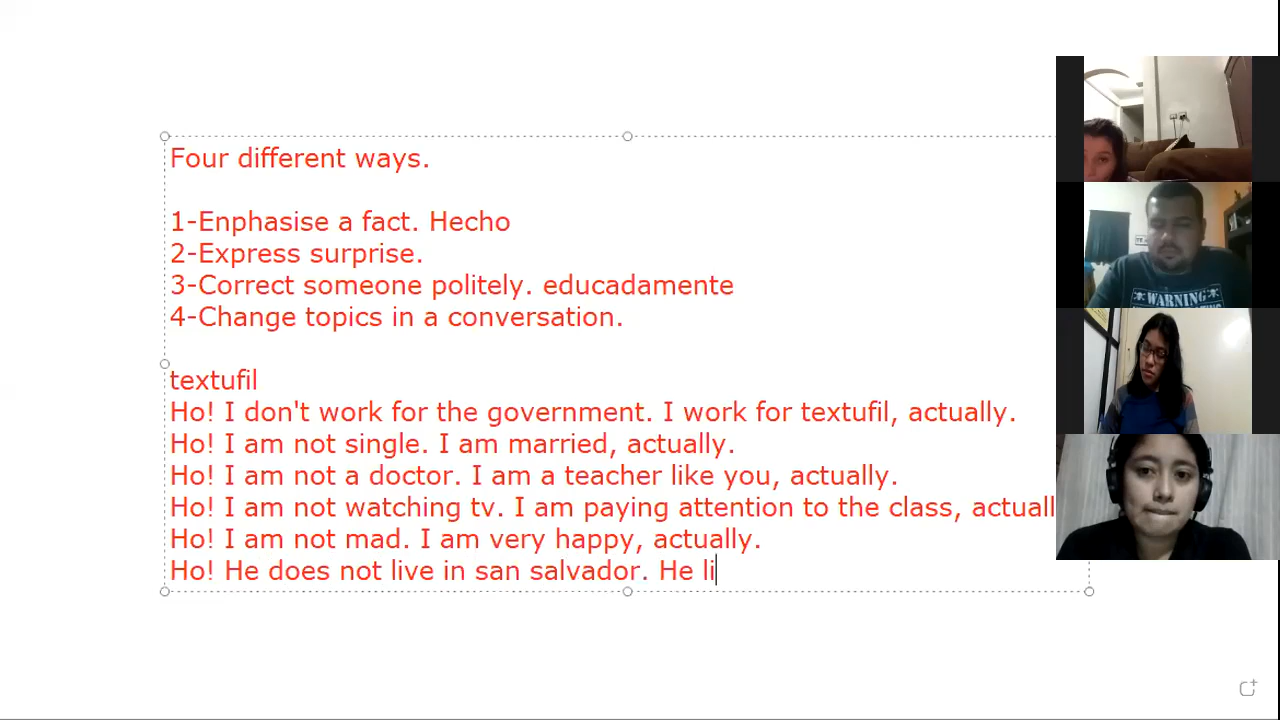 Four different ways.
1-Enphasise a fact. Hecho
2-Express surprise.
3-Correct someone politely. educadamente
4-Change topics in a conversation.
textufil
Ho! I don't work for the government. I work for textufil, actually.
Ho! I am not single. I am married, actually.
Ho! I am not a doctor. I am a teacher like you, actually.
Ho! I am not watching tv. I am paying attention to the class, actuall
Ho! I am not mad. I am very happy, actually.
Ho! He does not live in san salvador. He li
WARNING